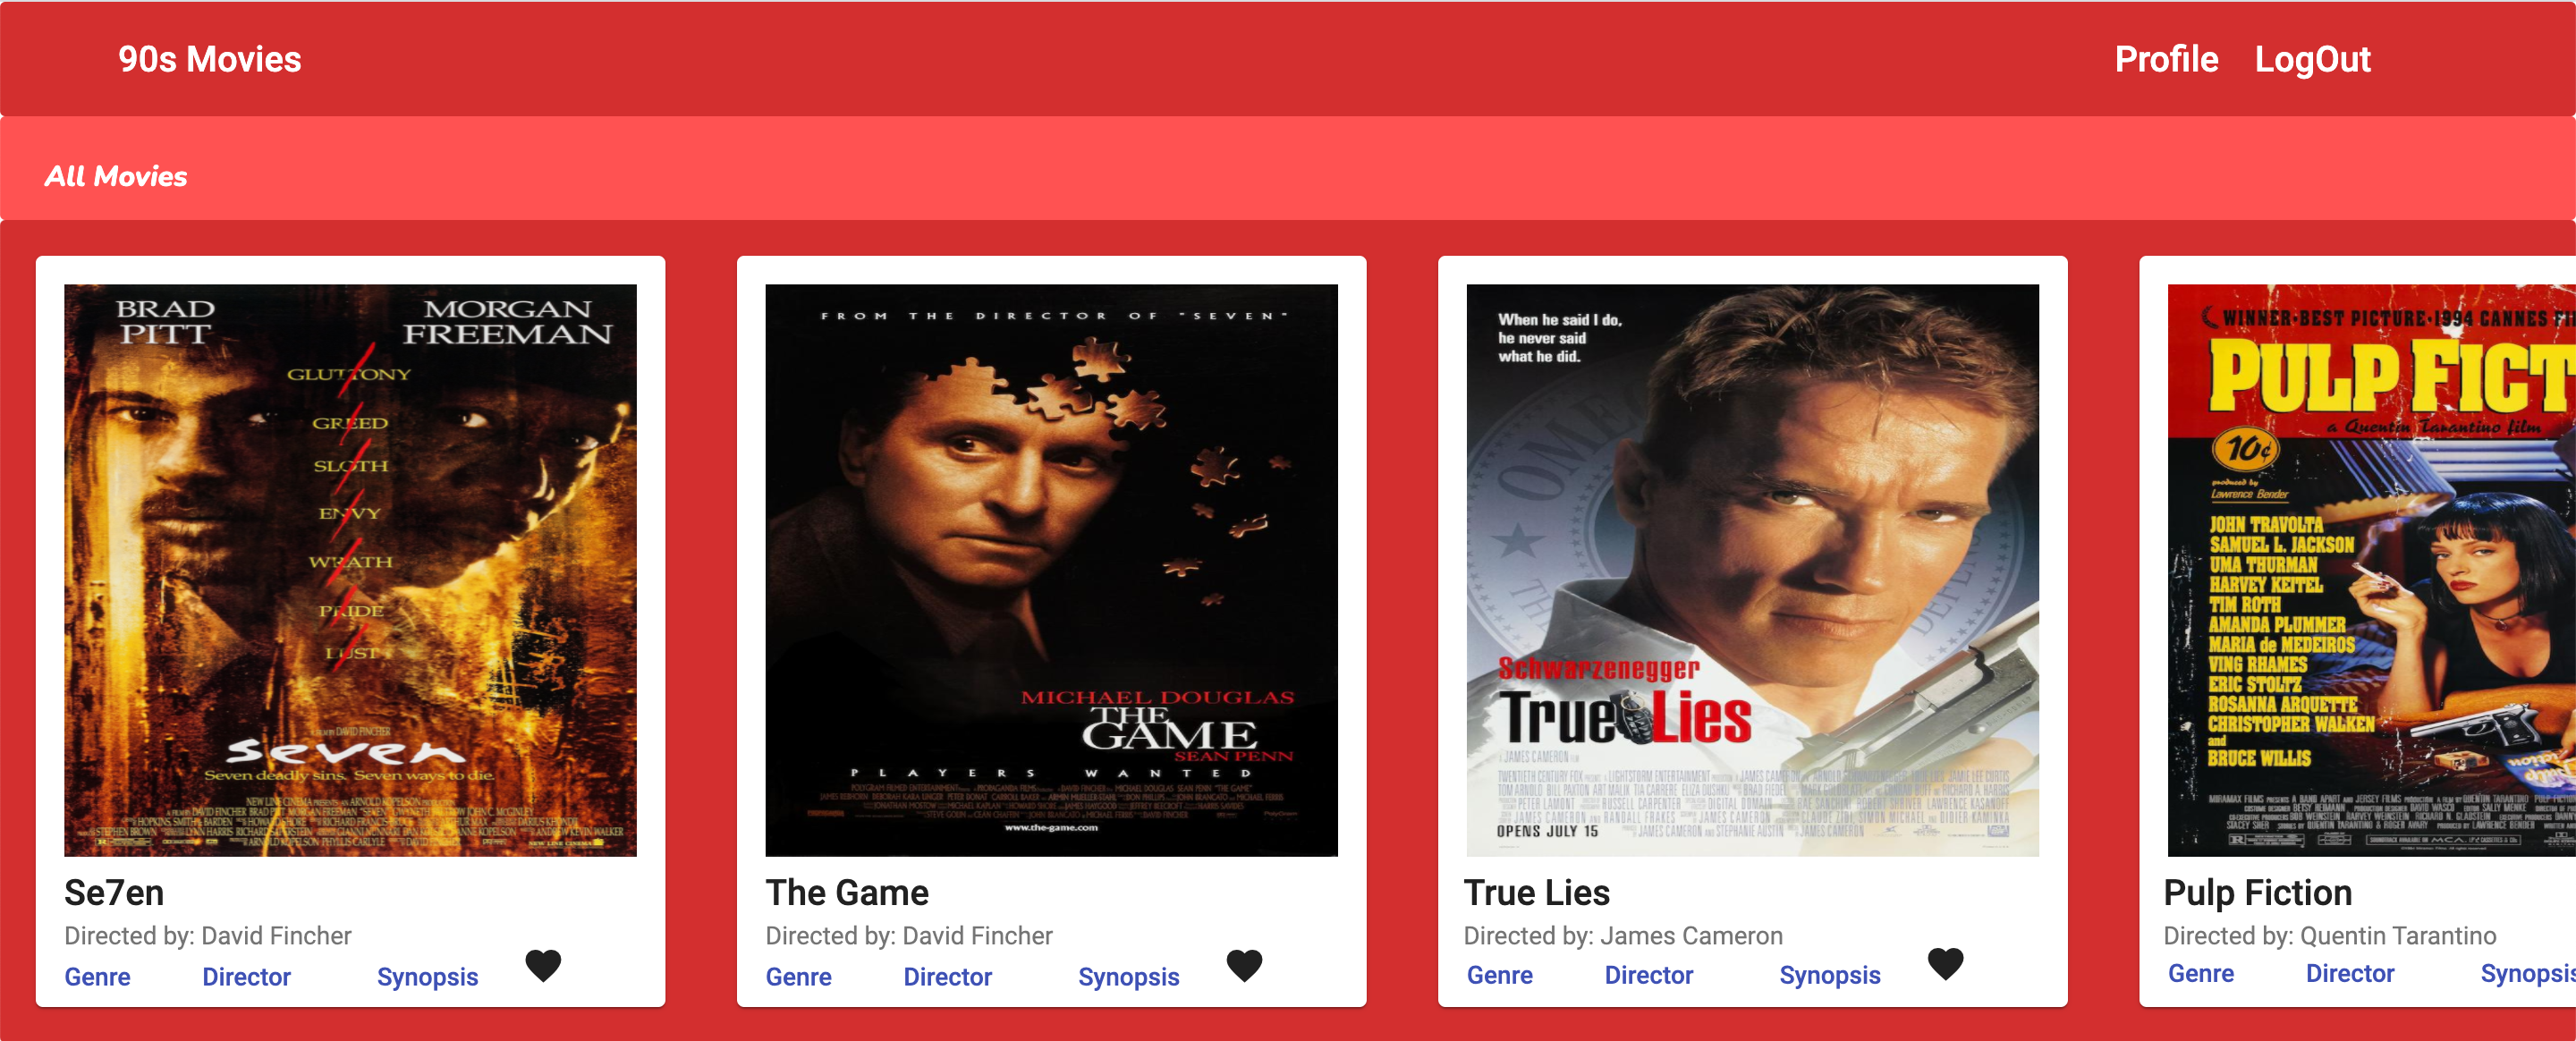 90s Movies
Profile LogOut
All Movies
BRAD PITT
MORGAN FREEMAN
GLUTTONY
GREED
SLOTH
ENVY
WRATH
PRIDE
LUST
A FILM BY DAVID FINCHER
seven
Seven deadly sins. Seven ways to die.
Se7en
Directed by: David Fincher
Genre Director Synopsis
FROM THE DIRECTOR OF "SEVEN"
MICHAEL DOUGLAS
THE
GAME
SEAN PENN
PLAYERS WANTED
www.the-game.com
The Game
Directed by: David Fincher
Genre Director Synopsis
When he said I do,
he never said
what he did.
Schwarzenegger
True Lies
A JAMES CAMERON FILM
OPENS JULY 15
True Lies
Directed by: James Cameron
Genre Director Synopsis
WINNER·BEST PICTURE·1994 CANNES FI
PULP FICT
a Quentin Tarantino film
10¢
produced by
Lawrence Bender
JOHN TRAVOLTA
SAMUEL L. JACKSON
UMA THURMAN
HARVEY KEITEL
TIM ROTH
AMANDA PLUMMER
MARIA de MEDEIROS
VING RHAMES
ERIC STOLTZ
ROSANNA ARQUETTE
CHRISTOPHER WALKEN
and
BRUCE WILLIS
Pulp Fiction
Directed by: Quentin Tarantino
Genre Director Synopsis